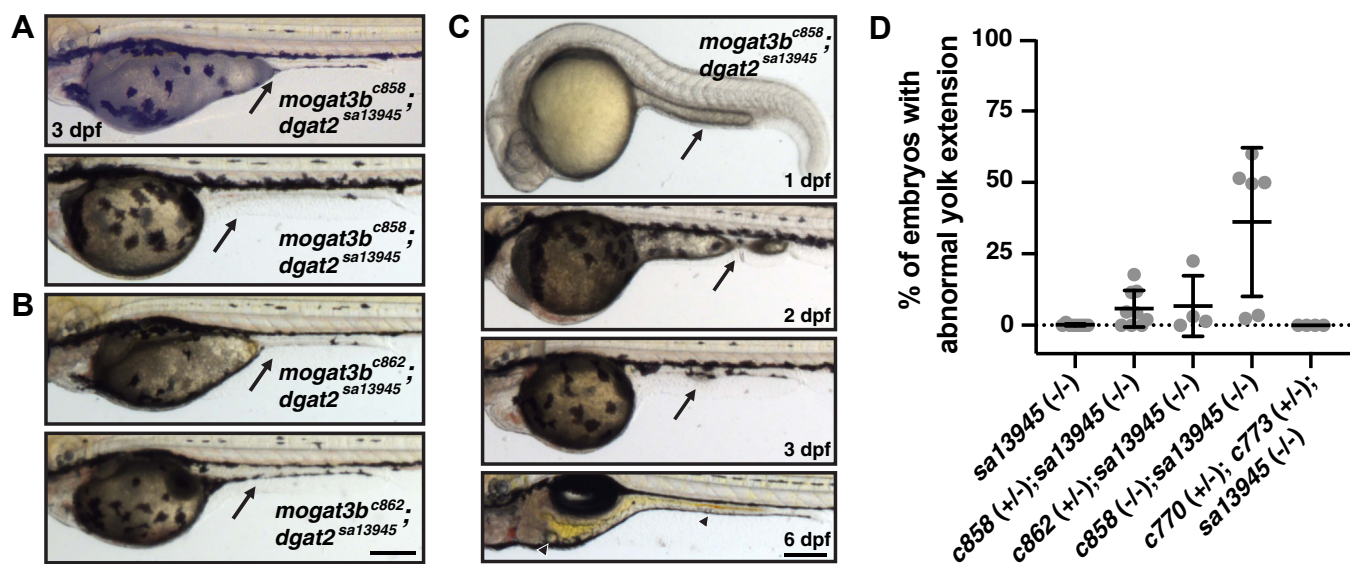 A
3 dpf
mogat3b^c858;
dgat2^sa13945
mogat3b^c858;
dgat2^sa13945
B
mogat3b^c862;
dgat2^sa13945
mogat3b^c862;
dgat2^sa13945
C
mogat3b^c858;
dgat2^sa13945
1 dpf
2 dpf
3 dpf
6 dpf
D
% of embryos with
abnormal yolk extension
100
75
50
25
0
sa13945 (-/-)
c858 (+/-);sa13945 (-/-)
c862 (+/-);sa13945 (-/-)
c858 (-/-);sa13945 (-/-)
c770 (+/-); c773 (+/-);
sa13945 (-/-)